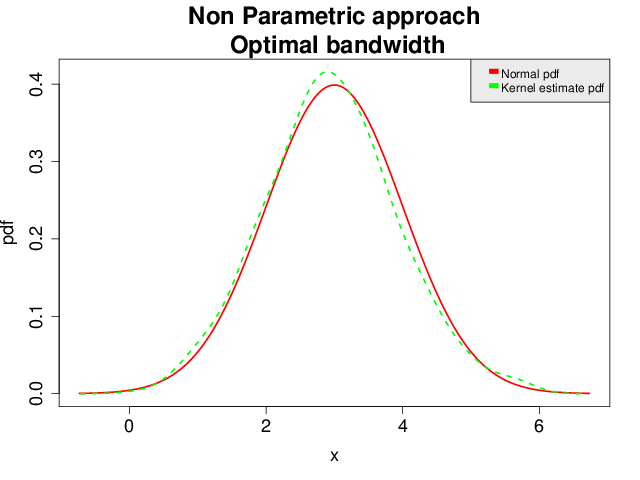 Non Parametric approach
Optimal bandwidth
Normal pdf
Kernel estimate pdf
pdf
0.4
0.3
0.2
0.1
0.0
0 2 4 6
x